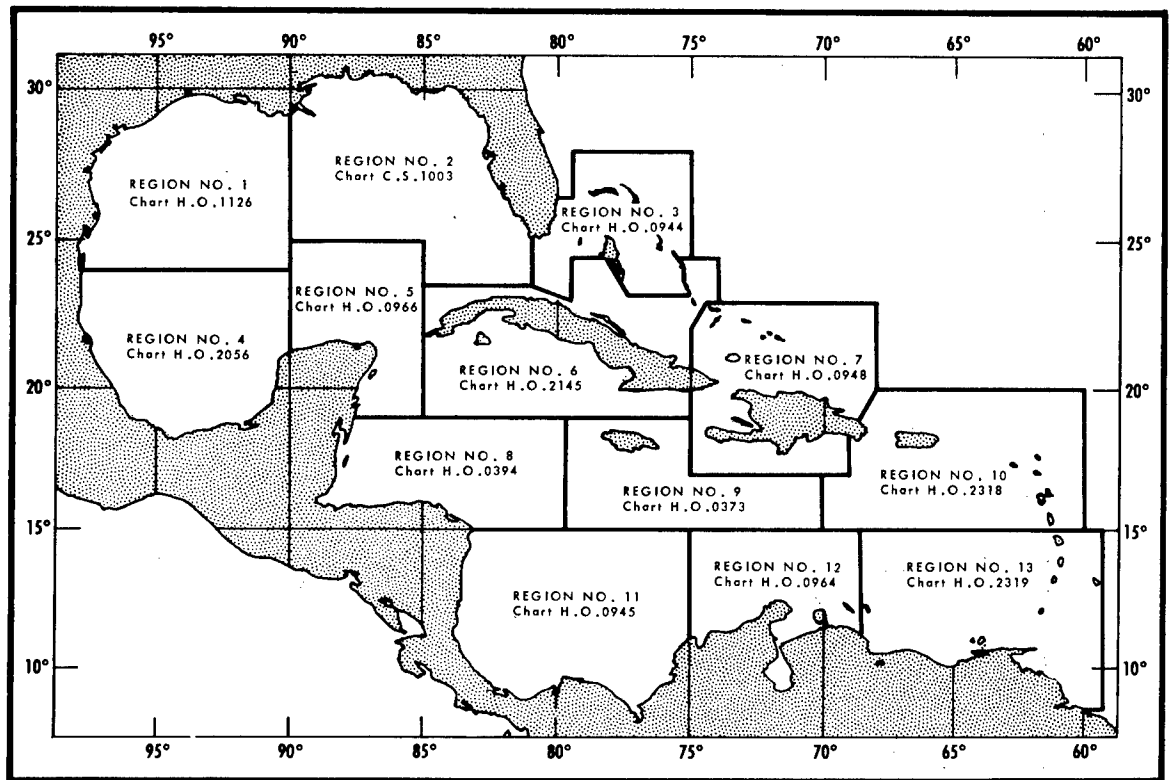 95° 90° 85° 80° 75° 70° 65° 60°
30° 30°
REGION NO. 1
Chart H.O.1126
REGION NO. 2
Chart C.S.1003
REGION NO. 3
Chart H.O.0944
25° 25°
REGION NO. 4
Chart H.O.2056
REGION NO. 5
Chart H.O.0966
REGION NO. 6
Chart H.O.2145
REGION NO. 7
Chart H.O.0948
20° 20°
REGION NO. 8
Chart H.O.0394
REGION NO. 9
Chart H.O.0373
REGION NO. 10
Chart H.O.2318
15° 15°
REGION NO. 11
Chart H.O.0945
REGION NO. 12
Chart H.O.0964
REGION NO. 13
Chart H.O.2319
10° 10°
95° 90° 85° 80° 75° 70° 65° 60°